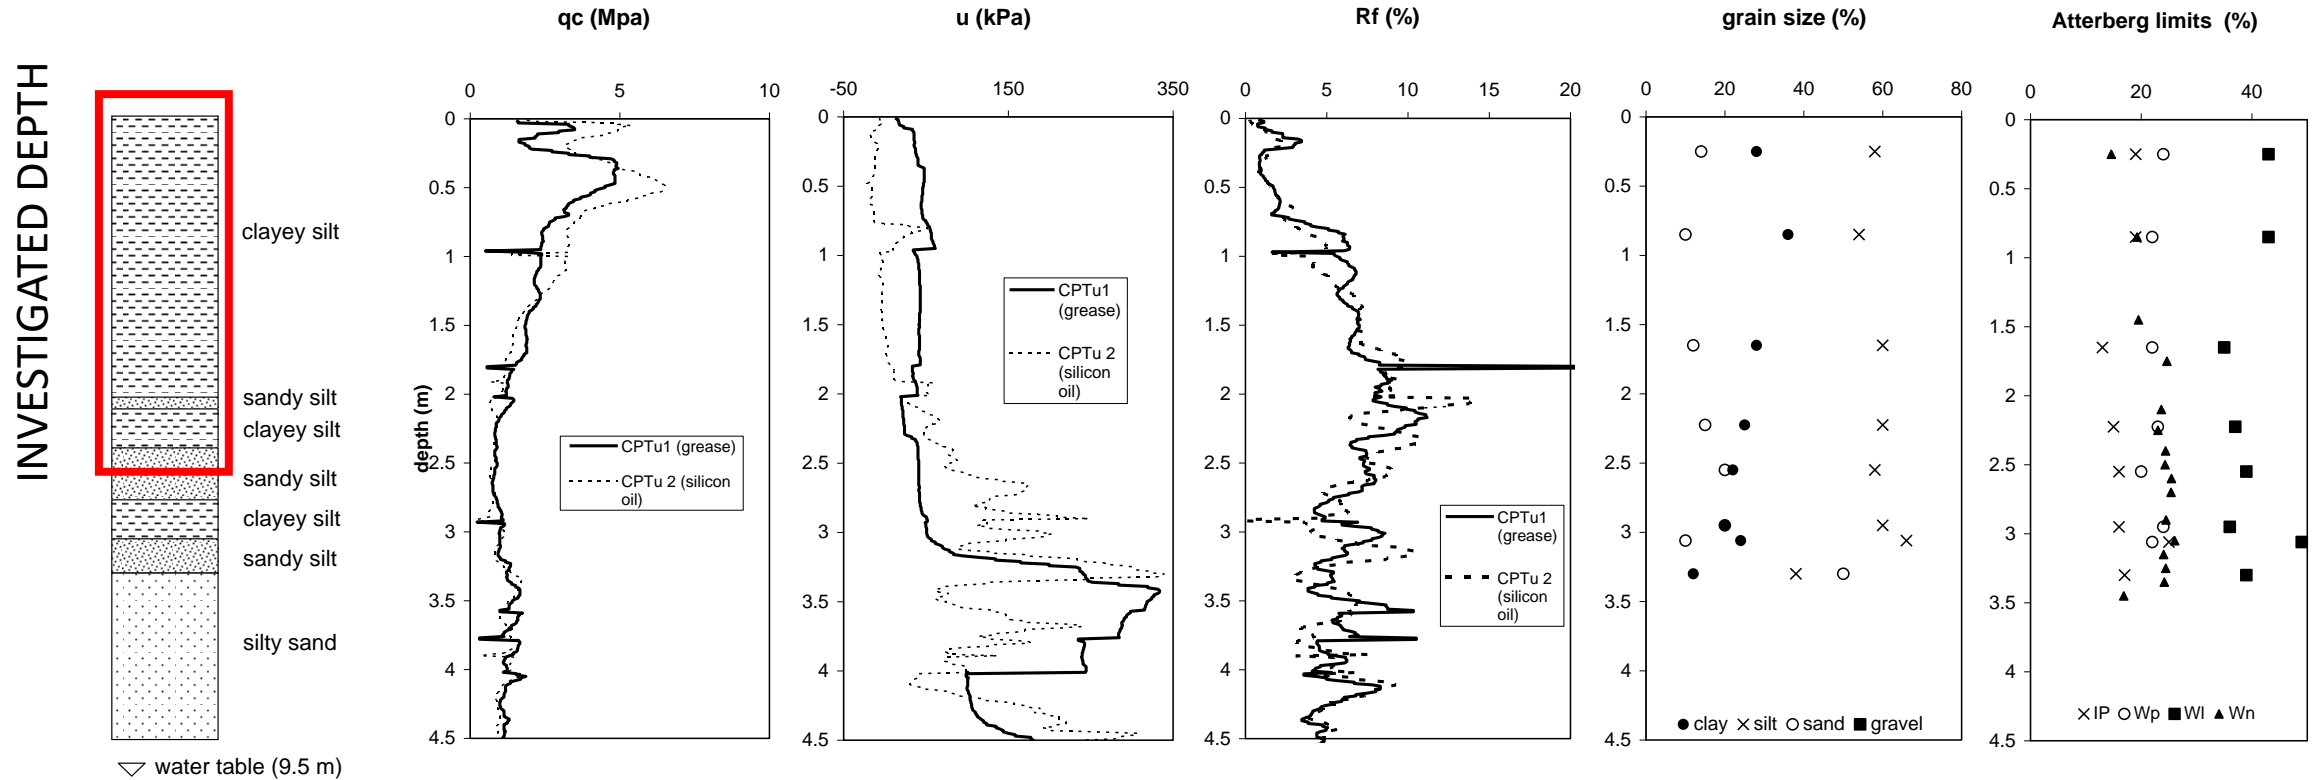 INVESTIGATED DEPTH
clayey silt
sandy silt
clayey silt
sandy silt
clayey silt
sandy silt
silty sand
water table (9.5 m)
qc (Mpa)
0 5 10
0
0.5
1
1.5
2
2.5
3
3.5
4
4.5
depth (m)
CPTu1 (grease)
CPTu 2 (silicon
oil)
u (kPa)
-50 150 350
0
0.5
1
1.5
2
2.5
3
3.5
4
4.5
CPTu1
(grease)
CPTu 2
(silicon
oil)
Rf (%)
0 5 10 15 20
0
0.5
1
1.5
2
2.5
3
3.5
4
4.5
CPTu1
(grease)
CPTu 2
(silicon
oil)
grain size (%)
0 20 40 60 80
0
0.5
1
1.5
2
2.5
3
3.5
4
4.5
clay silt sand gravel
Atterberg limits (%)
0 20 40
0
0.5
1
1.5
2
2.5
3
3.5
4
4.5
IP Wp Wl Wn